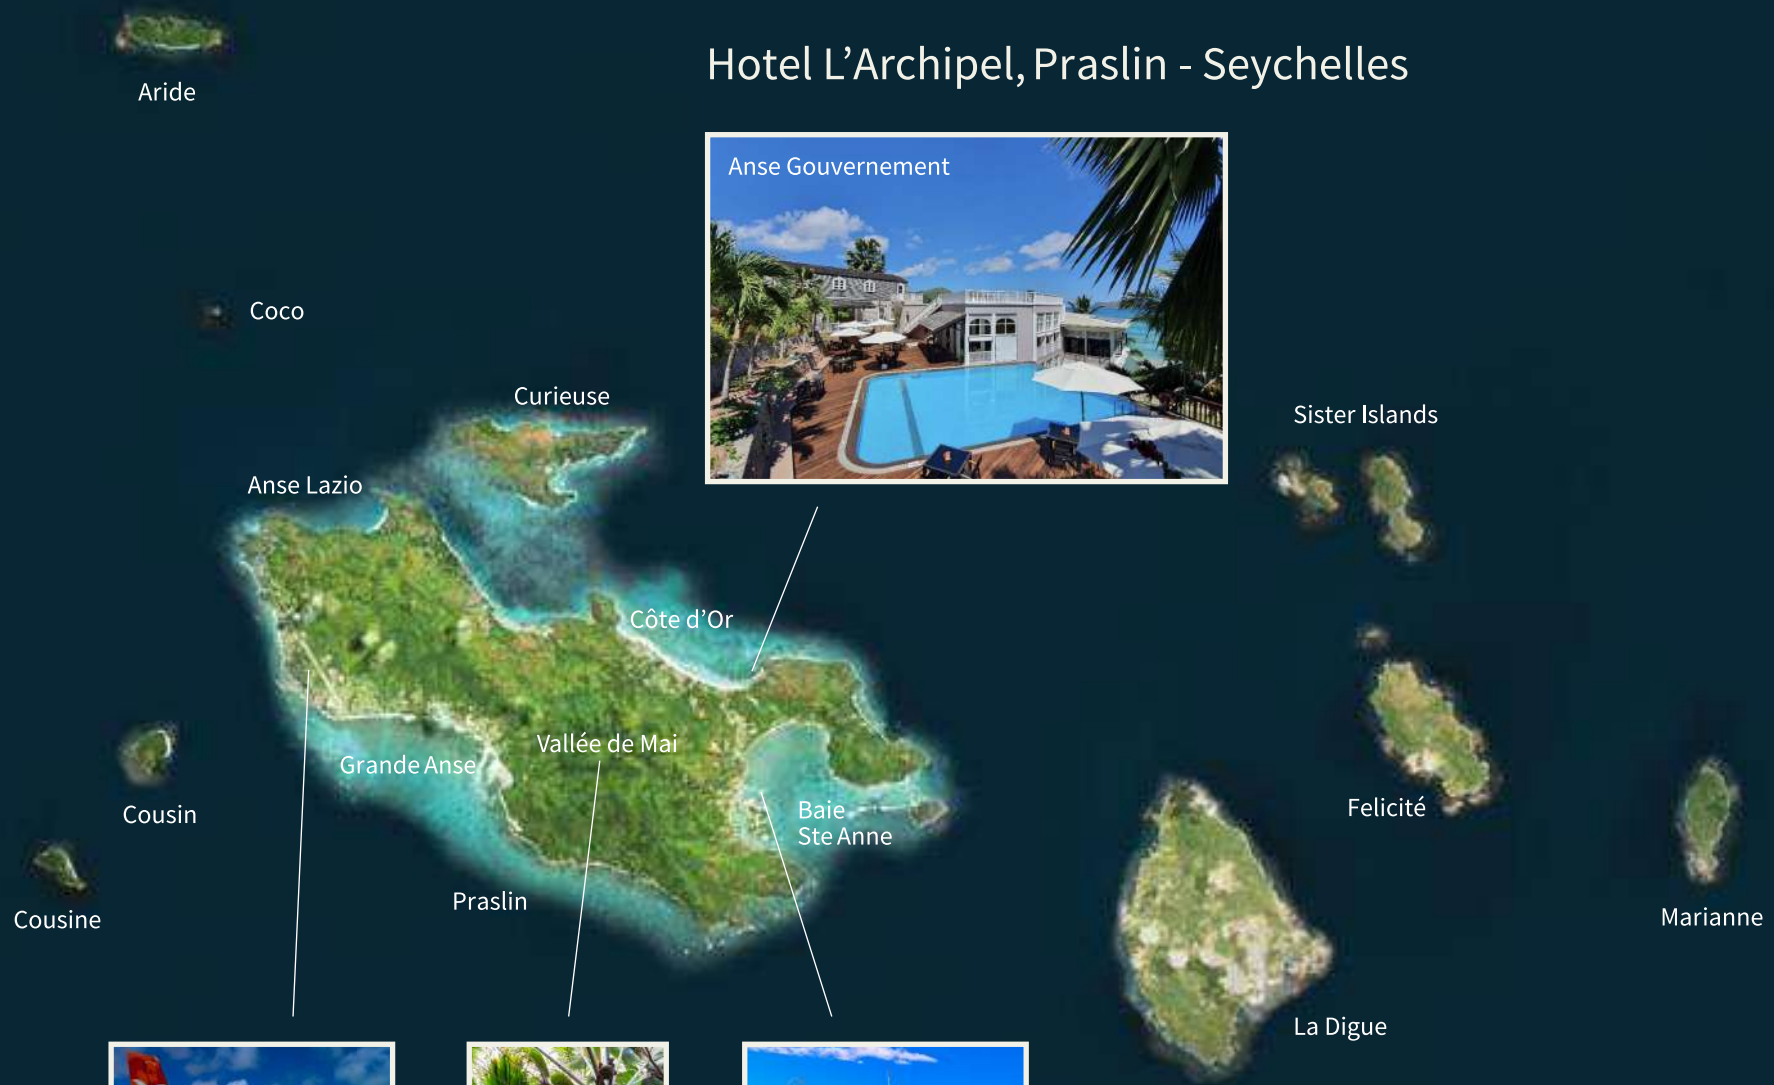 Hotel L’Archipel, Praslin - Seychelles
Aride
Anse Gouvernement
Coco
Curieuse
Sister Islands
Anse Lazio
Côte d’Or
Vallée de Mai
Grande Anse
Baie
Ste Anne
Felicité
Cousin
Praslin
Cousine
Marianne
La Digue